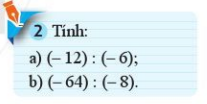 2 Tính:
a) (– 12) : (– 6);
b) (– 64) : (– 8).